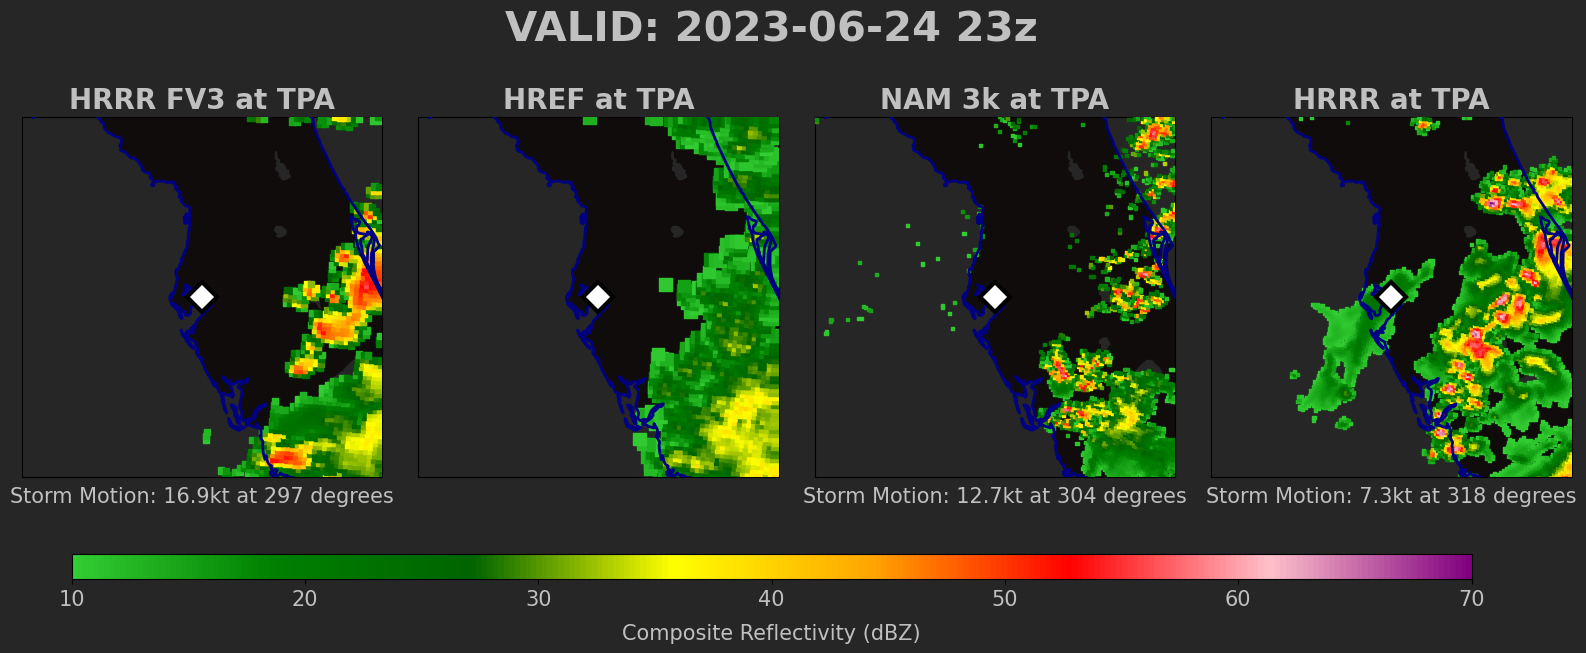 VALID: 2023-06-24 23z
HRRR FV3 at TPA
HREF at TPA
NAM 3k at TPA
HRRR at TPA
Storm Motion: 16.9kt at 297 degrees
Storm Motion: 12.7kt at 304 degrees
Storm Motion: 7.3kt at 318 degrees
10 20 30 40 50 60 70
Composite Reflectivity (dBZ)